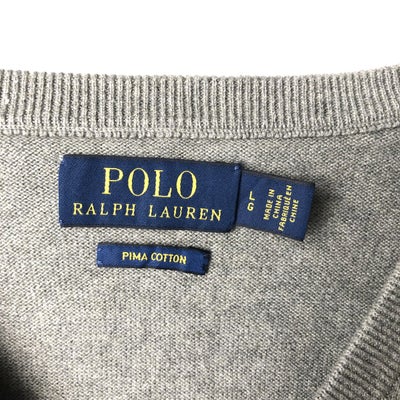 POLO
RALPH LAUREN
PIMA COTTON
L
G
MADE IN
CHINA
FABRIQUÉ EN
CHINE